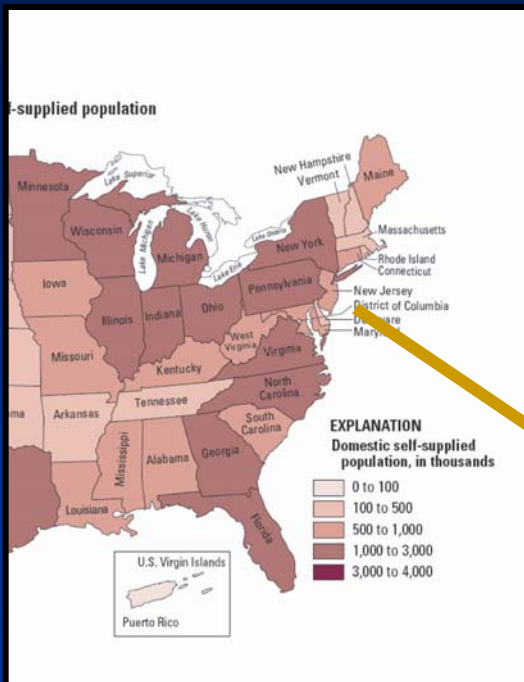 f-supplied population
Lake Superior
New Hampshire
Vermont
Maine
Minnesota
Lake Huron
Massachusetts
Wisconsin
Lake Michigan
Michigan
Lake Ontario
New York
Lake Erie
Rhode Island
Connecticut
Iowa
Pennsylvania
New Jersey
Illinois
Indiana
Ohio
District of Columbia
Delaware
Maryland
West
Virginia
Virginia
Missouri
Kentucky
North
Carolina
Tennessee
oma
Arkansas
South
Carolina
Mississippi
Alabama
Georgia
Louisiana
Florida
EXPLANATION
Domestic self-supplied
population, in thousands
0 to 100
100 to 500
500 to 1,000
1,000 to 3,000
3,000 to 4,000
U.S. Virgin Islands
Puerto Rico